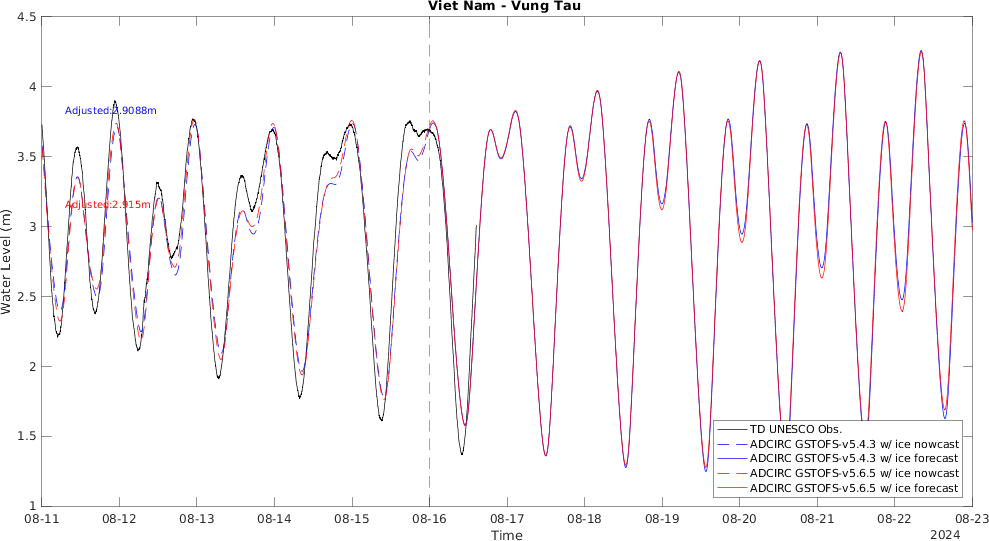 Viet Nam - Vung Tau
4.5
4
3.5
3
2.5
2
1.5
1
Water Level (m)
Adjusted:2.9088m
Adjusted:2.915m
TD UNESCO Obs.
ADCIRC GSTOFS-v5.4.3 w/ ice nowcast
ADCIRC GSTOFS-v5.4.3 w/ ice forecast
ADCIRC GSTOFS-v5.6.5 w/ ice nowcast
ADCIRC GSTOFS-v5.6.5 w/ ice forecast
08-11 08-12 08-13 08-14 08-15 08-16 08-17 08-18 08-19 08-20 08-21 08-22 08-23
Time
2024